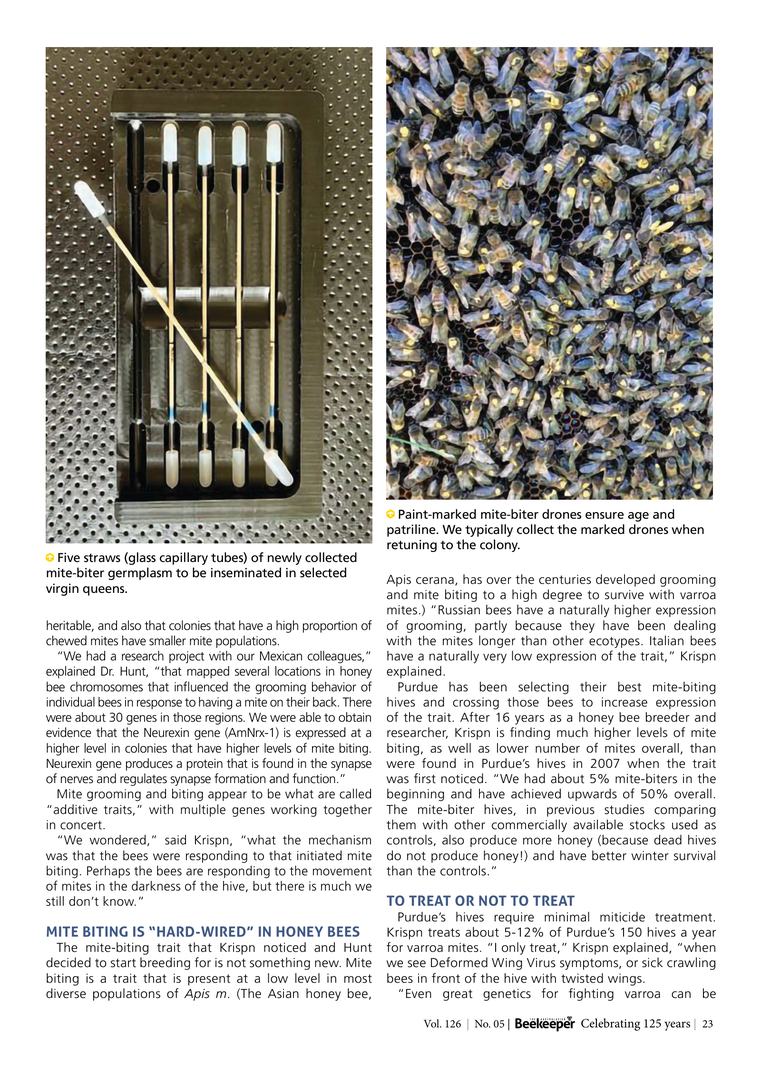 Five straws (glass capillary tubes) of newly collected
mite-biter germplasm to be inseminated in selected
virgin queens.
heritable, and also that colonies that have a high proportion of
chewed mites have smaller mite populations.
“We had a research project with our Mexican colleagues,”
explained Dr. Hunt, “that mapped several locations in honey
bee chromosomes that influenced the grooming behavior of
individual bees in response to having a mite on their back. There
were about 30 genes in those regions. We were able to obtain
evidence that the Neurexin gene (AmNrx-1) is expressed at a
higher level in colonies that have higher levels of mite biting.
Neurexin gene produces a protein that is found in the synapse
of nerves and regulates synapse formation and function.”
Mite grooming and biting appear to be what are called
“additive traits,” with multiple genes working together
in concert.
“We wondered,” said Krispn, “what the mechanism
was that the bees were responding to that initiated mite
biting. Perhaps the bees are responding to the movement
of mites in the darkness of the hive, but there is much we
still don’t know.”
MITE BITING IS “HARD-WIRED” IN HONEY BEES
The mite-biting trait that Krispn noticed and Hunt
decided to start breeding for is not something new. Mite
biting is a trait that is present at a low level in most
diverse populations of Apis m. (The Asian honey bee,
Paint-marked mite-biter drones ensure age and
patriline. We typically collect the marked drones when
retuning to the colony.
Apis cerana, has over the centuries developed grooming
and mite biting to a high degree to survive with varroa
mites.) “Russian bees have a naturally higher expression
of grooming, partly because they have been dealing
with the mites longer than other ecotypes. Italian bees
have a naturally very low expression of the trait,” Krispn
explained.
Purdue has been selecting their best mite-biting
hives and crossing those bees to increase expression
of the trait. After 16 years as a honey bee breeder and
researcher, Krispn is finding much higher levels of mite
biting, as well as lower number of mites overall, than
were found in Purdue’s hives in 2007 when the trait
was first noticed. “We had about 5% mite-biters in the
beginning and have achieved upwards of 50% overall.
The mite-biter hives, in previous studies comparing
them with other commercially available stocks used as
controls, also produce more honey (because dead hives
do not produce honey!) and have better winter survival
than the controls.”
TO TREAT OR NOT TO TREAT
Purdue’s hives require minimal miticide treatment.
Krispn treats about 5-12% of Purdue’s 150 hives a year
for varroa mites. “I only treat,” Krispn explained, “when
we see Deformed Wing Virus symptoms, or sick crawling
bees in front of the hive with twisted wings.
“Even great genetics for fighting varroa can be
Vol. 126 | No. 05 | Beekeeper Celebrating 125 years | 23